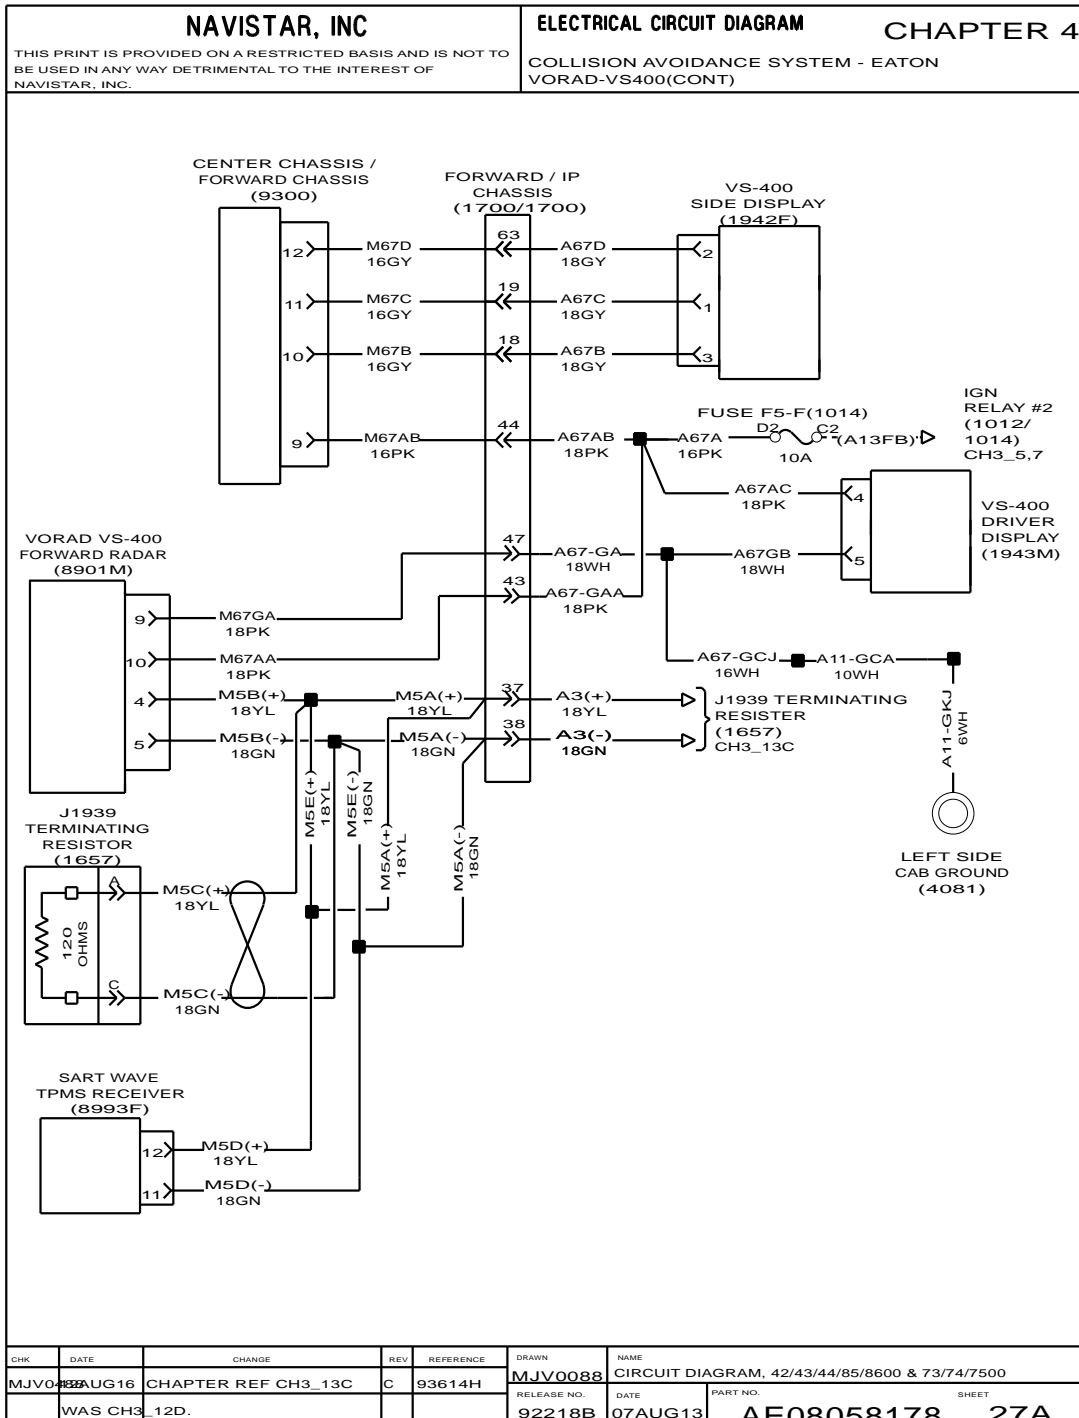 NAVISTAR, INC
THIS PRINT IS PROVIDED ON A RESTRICTED BASIS AND IS NOT TO
BE USED IN ANY WAY DETRIMENTAL TO THE INTEREST OF
NAVISTAR, INC.
ELECTRICAL CIRCUIT DIAGRAM
CHAPTER 4
COLLISION AVOIDANCE SYSTEM - EATON
VORAD-VS400(CONT)
CENTER CHASSIS /
FORWARD CHASSIS
(9300)
FORWARD / IP
CHASSIS
(1700/1700)
VS-400
SIDE DISPLAY
(1942F)
12
M67D
16GY
63
A67D
18GY
2
11
M67C
16GY
19
A67C
18GY
1
10
M67B
16GY
18
A67B
18GY
3
9
M67AB
16PK
44
A67AB
18PK
A67A
16PK
FUSE F5-F(1014)
D2
C2
10A
(A13FB)
IGN
RELAY #2
(1012/
1014)
CH3_5,7
A67AC
18PK
4
VS-400
DRIVER
DISPLAY
(1943M)
47
A67-GA
18WH
A67GB
18WH
5
43
A67-GAA
18PK
VORAD VS-400
FORWARD RADAR
(8901M)
9
M67GA
18PK
10
M67AA
18PK
4
M5B(+)
18YL
M5A(+)
18YL
37
A3(+)
18YL
5
M5B(-)
18GN
M5A(-)
18GN
38
A3(-)
18GN
J1939 TERMINATING
RESISTER
(1657)
CH3_13C
A67-GCJ
16WH
A11-GCA
10WH
A11-GKJ
6WH
LEFT SIDE
CAB GROUND
(4081)
M5E(+)
18YL
M5E(-)
18GN
M5A(+)
18YL
M5A(-)
18GN
J1939
TERMINATING
RESISTOR
(1657)
A
M5C(+)
18YL
120
OHMS
C
M5C(-)
18GN
SART WAVE
TPMS RECEIVER
(8993F)
12
M5D(+)
18YL
11
M5D(-)
18GN
CHK
DATE
CHANGE
REV
REFERENCE
DRAWN
NAME
AUG16
CHAPTER REF CH3_13C
C
93614H
MJV0088
CIRCUIT DIAGRAM, 42/43/44/85/8600 & 73/74/7500
WAS CH3_12D.
RELEASE NO.
92218B
DATE
07AUG13
PART NO.
AE08058178
SHEET
27A